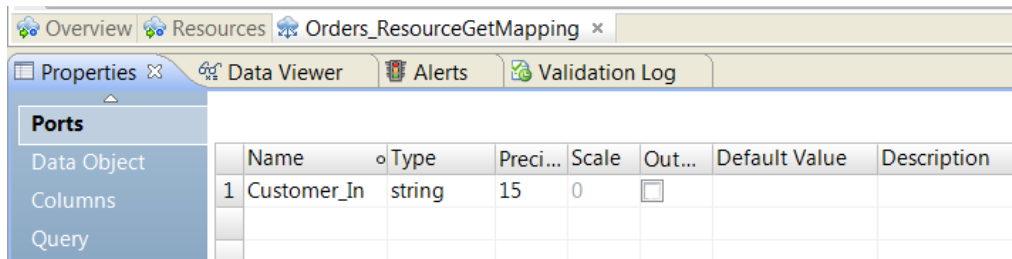 Overview Resources Orders_ResourceGetMapping
Properties Data Viewer Alerts Validation Log
Ports
Data Object
Columns
Query
Name Type Preci... Scale Out... Default Value Description
1 Customer_In string 15 0